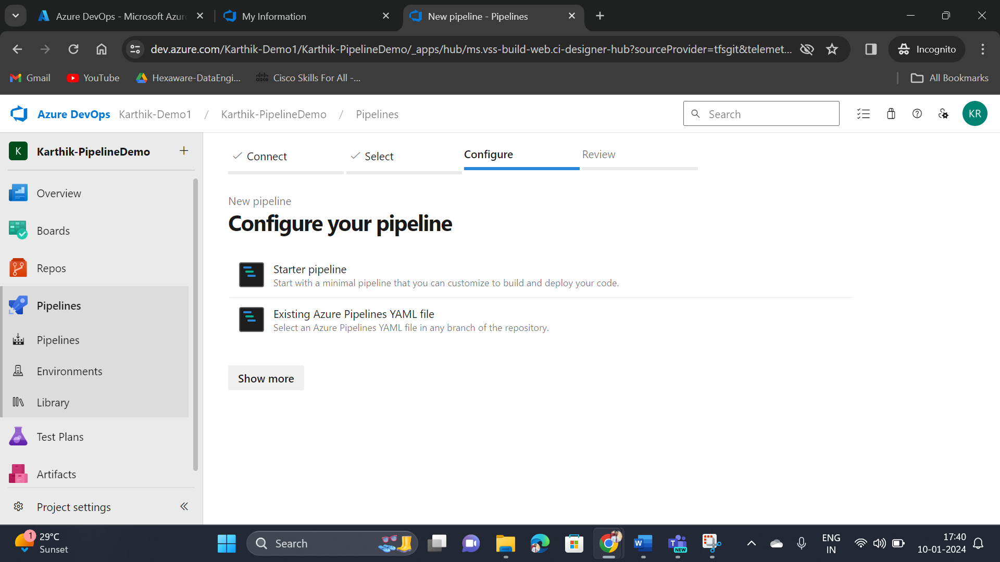 Azure DevOps - Microsoft Azure
My Information
New pipeline - Pipelines
dev.azure.com/Karthik-Demo1/Karthik-PipelineDemo/_apps/hub/ms.vss-build-web.ci-designer-hub?sourceProvider=tfsgit&telemet...
Incognito
Gmail
YouTube
Hexaware-DataEngi...
Cisco Skills For All -...
All Bookmarks
Azure DevOps Karthik-Demo1 / Karthik-PipelineDemo / Pipelines
Search
KR
K Karthik-PipelineDemo
Overview
Boards
Repos
Pipelines
Pipelines
Environments
Library
Test Plans
Artifacts
Project settings
Connect
Select
Configure
Review
New pipeline
Configure your pipeline
Starter pipeline
Start with a minimal pipeline that you can customize to build and deploy your code.
Existing Azure Pipelines YAML file
Select an Azure Pipelines YAML file in any branch of the repository.
Show more
1
29°C
Sunset
Search
NEW
ENG
IN
17:40
10-01-2024